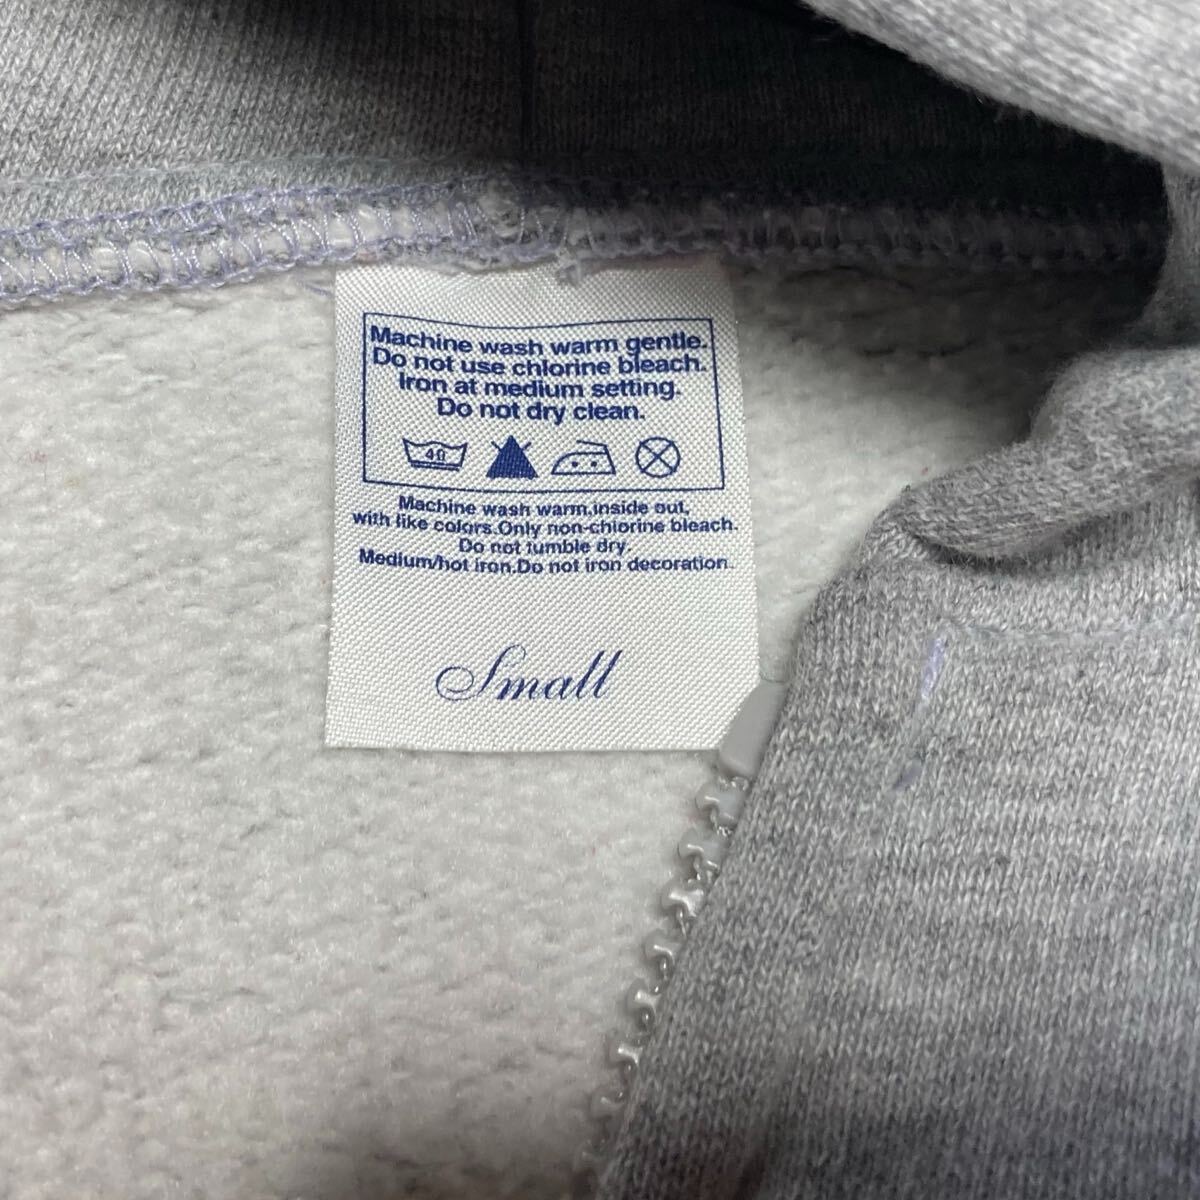 Machine wash warm gentle.
Do not use chlorine bleach.
Iron at medium setting.
Do not dry clean.
40
Machine wash warm,inside out,
with like colors.Only non-chlorine bleach.
Do not tumble dry.
Medium/hot iron.Do not iron decoration.
Small